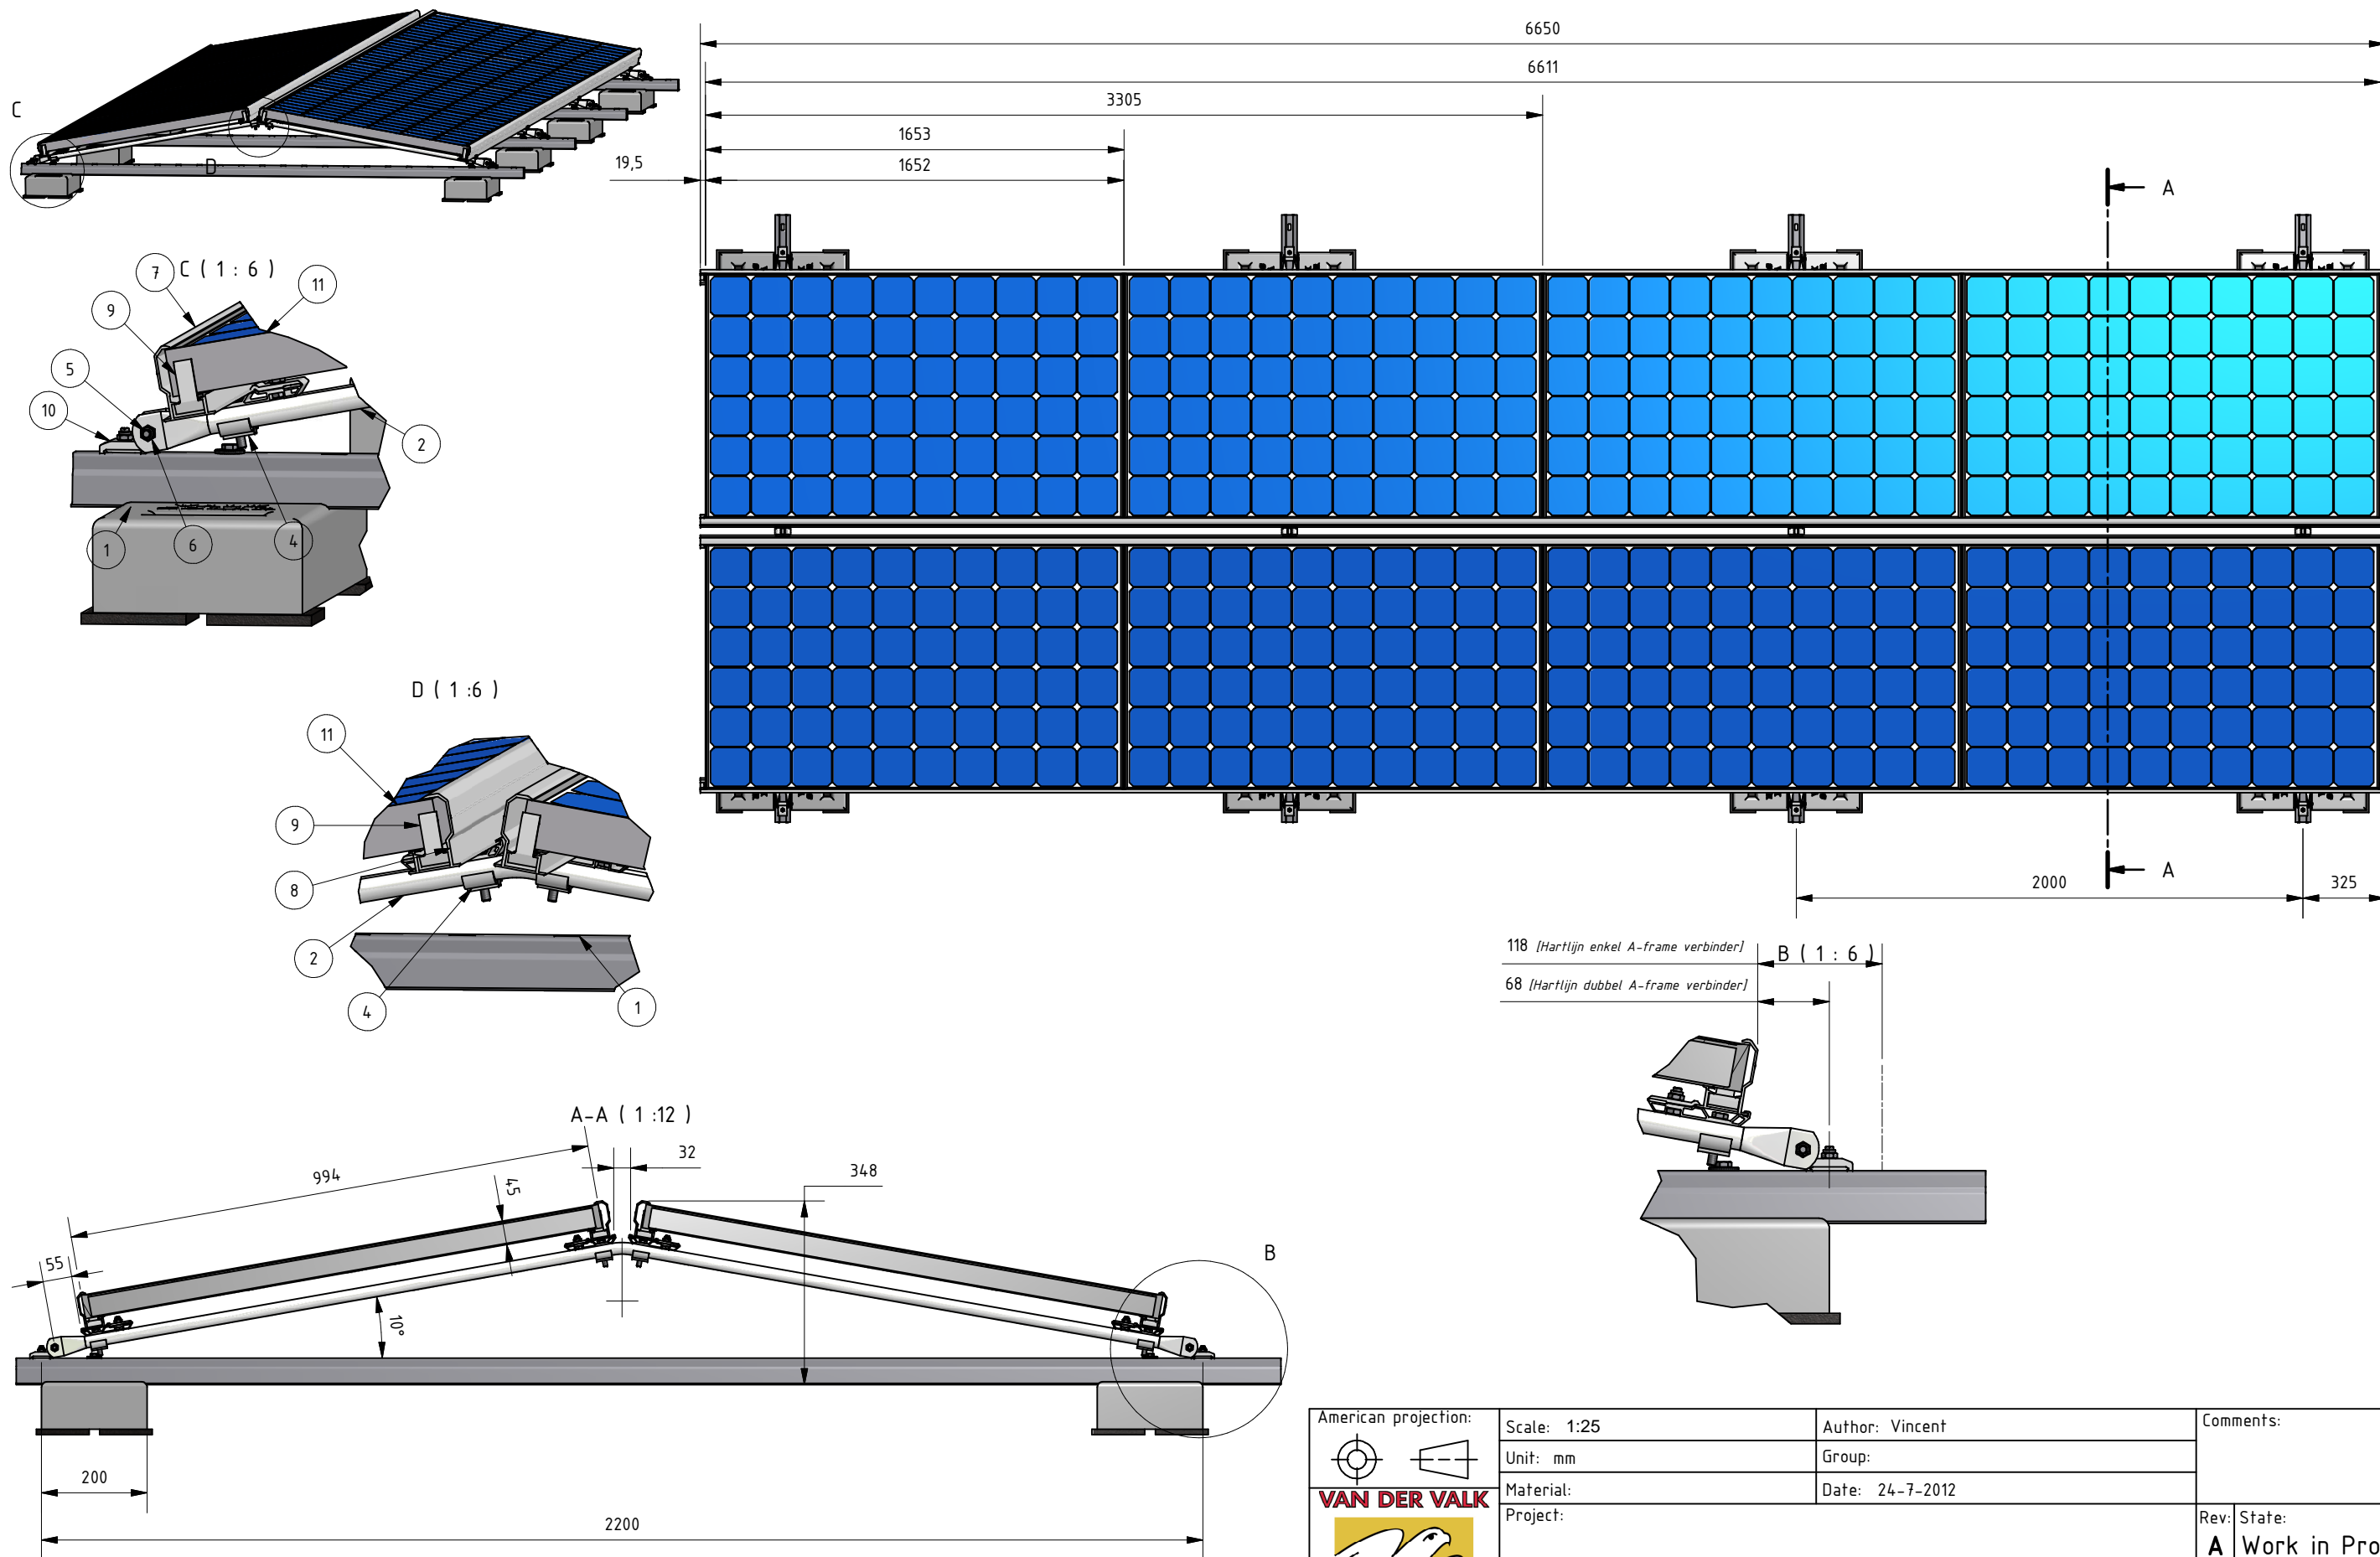 6650
6611
3305
1653
19,5
1652
C
D
A
C ( 1 : 6 )
7
11
9
5
10
2
1
6
4
D ( 1 :6 )
11
9
8
2
4
1
A
2000
325
118 [Hartlijn enkel A-frame verbinder]
B ( 1 : 6 )
68 [Hartlijn dubbel A-frame verbinder]
A-A ( 1 :12 )
32
348
994
45
55
10°
B
200
2200
American projection:
Scale: 1:25
Author: Vincent
Comments:
Unit: mm
Group:
Material:
Date: 24-7-2012
VAN DER VALK
Project:
Rev:
State:
A
Work in Pro